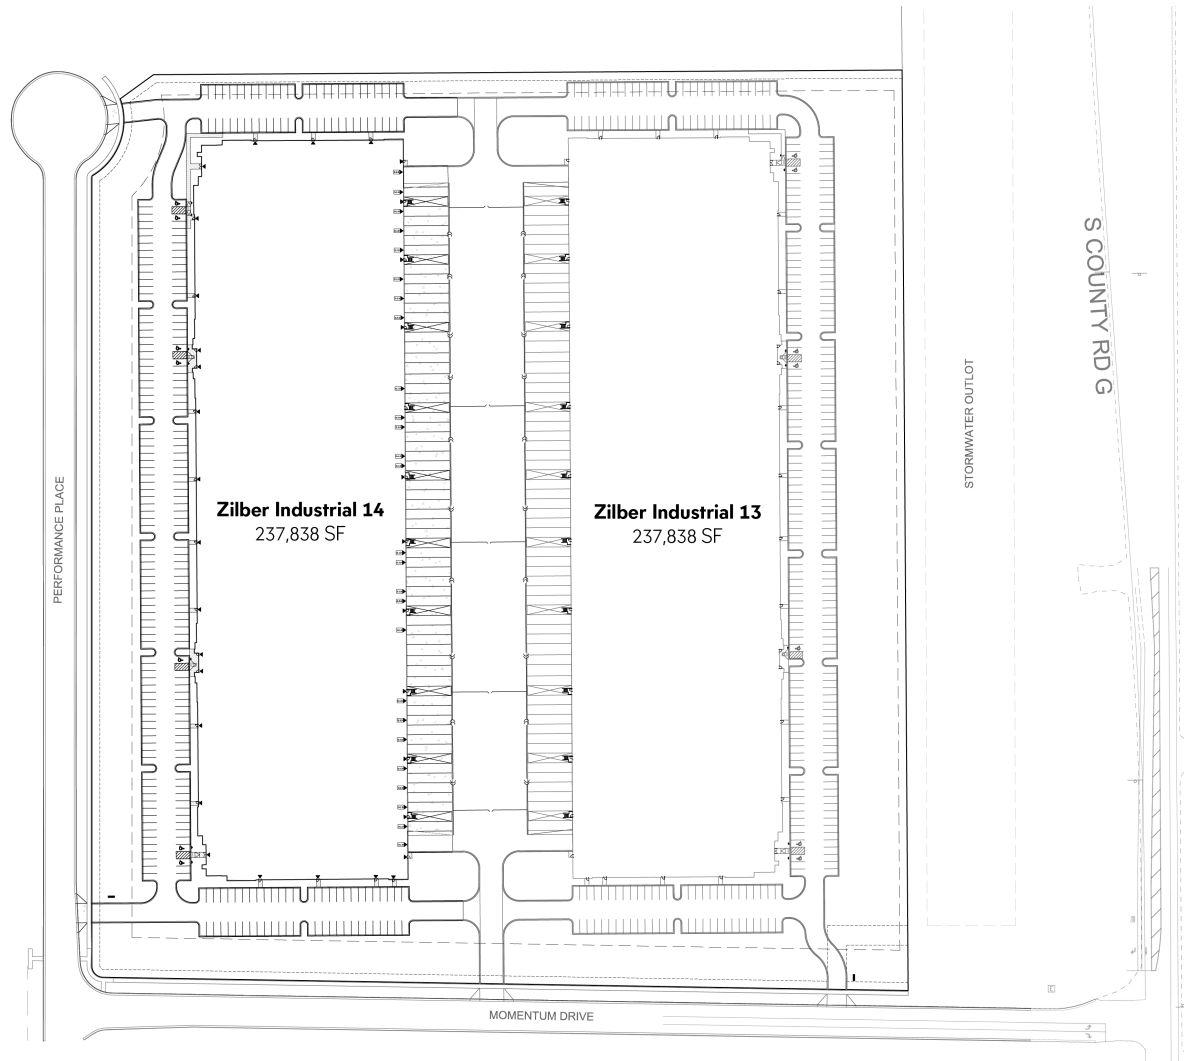 S COUNTY RD G
STORMWATER OUTLOT
PERFORMANCE PLACE
Zilber Industrial 14
237,838 SF
Zilber Industrial 13
237,838 SF
MOMENTUM DRIVE